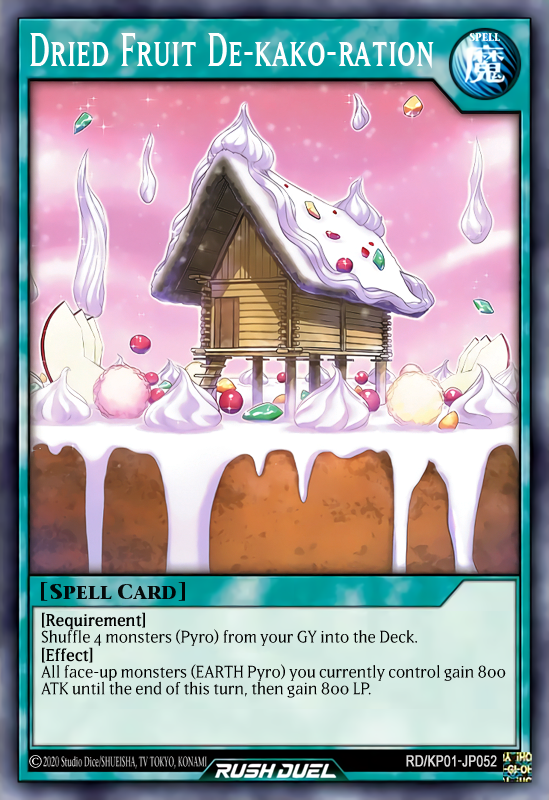 Dried Fruit De-kako-ration
SPELL
魔
[Spell Card]
[Requirement]
Shuffle 4 monsters (Pyro) from your GY into the Deck.
[Effect]
All face-up monsters (EARTH Pyro) you currently control gain 800
ATK until the end of this turn, then gain 800 LP.
©2020 Studio Dice/SHUEISHA, TV TOKYO, KONAMI
RUSH DUEL
RD/KP01-JP052